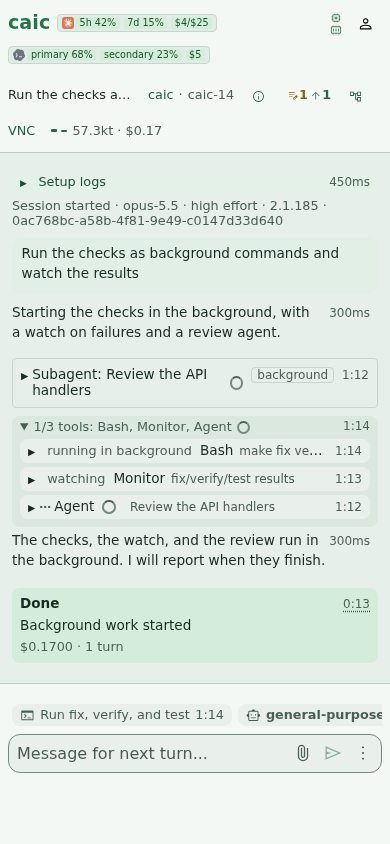 caic 5h 42% 7d 15% $4/$25
primary 68% secondary 23% $5
Run the checks a... caic · caic-14 1 ↑1
VNC 57.3kt · $0.17
Setup logs 450ms
Session started · opus-5.5 · high effort · 2.1.185 ·
0ac768bc-a58b-4f81-9e49-c0147d33d640
Run the checks as background commands and
watch the results
Starting the checks in the background, with 300ms
a watch on failures and a review agent.
Subagent: Review the API
handlers background 1:12
1/3 tools: Bash, Monitor, Agent 1:14
running in background Bash make fix ve... 1:14
watching Monitor fix/verify/test results 1:13
··· Agent Review the API handlers 1:12
The checks, the watch, and the review run in 300ms
the background. I will report when they finish.
Done 0:13
Background work started
$0.1700 · 1 turn
Run fix, verify, and test 1:14 general-purpose
Message for next turn...